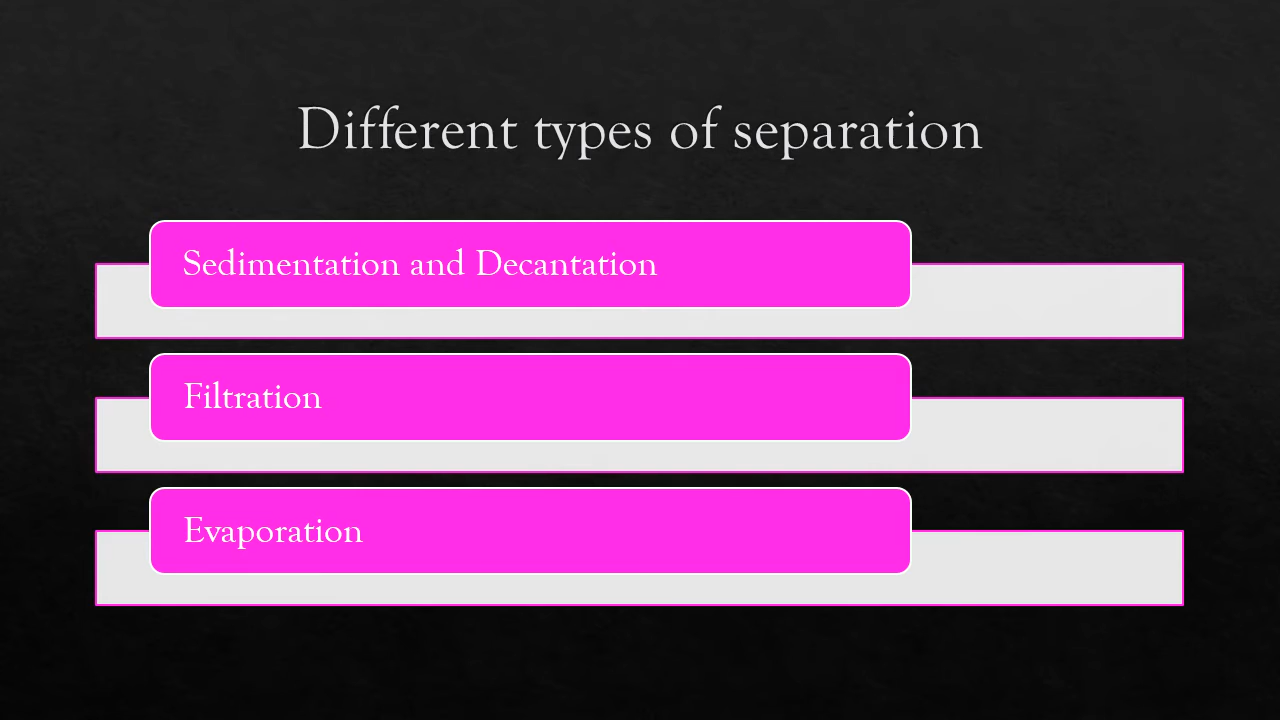 Different types of separation
Sedimentation and Decantation
Filtration
Evaporation